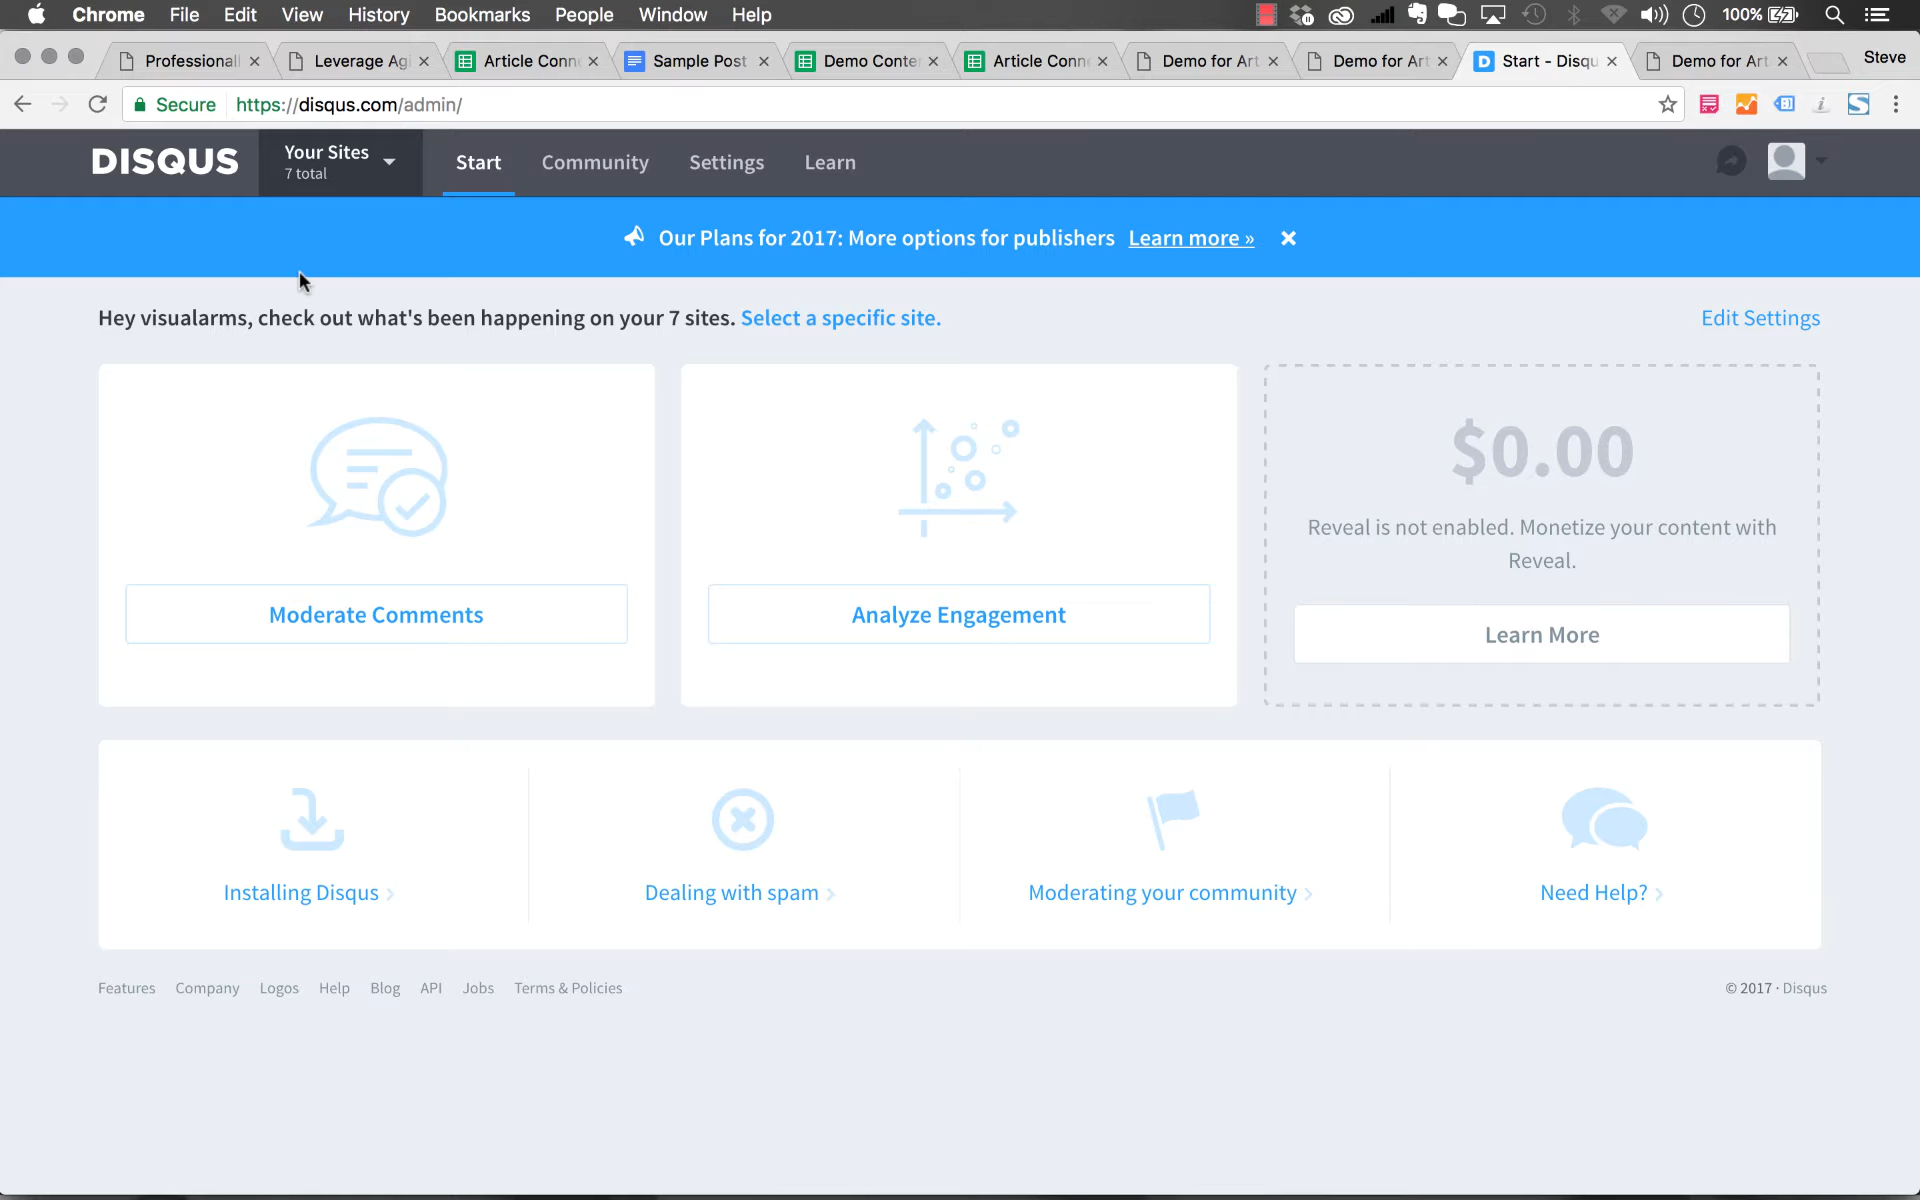 Chrome File Edit View History Bookmarks People Window Help 100%
Professionall Leverage Agi Article Conn Sample Post Demo Conte Article Conn Demo for Art Demo for Art Start - Disqu Demo for Art Steve
Secure https://disqus.com/admin/
DISQUS Your Sites Start Community Settings Learn
7 total
Our Plans for 2017: More options for publishers Learn more »
Hey visualarms, check out what's been happening on your 7 sites. Select a specific site. Edit Settings
$0.00
Reveal is not enabled. Monetize your content with
Reveal.
Moderate Comments Analyze Engagement Learn More
Installing Disqus Dealing with spam Moderating your community Need Help?
Features Company Logos Help Blog API Jobs Terms & Policies © 2017 · Disqus